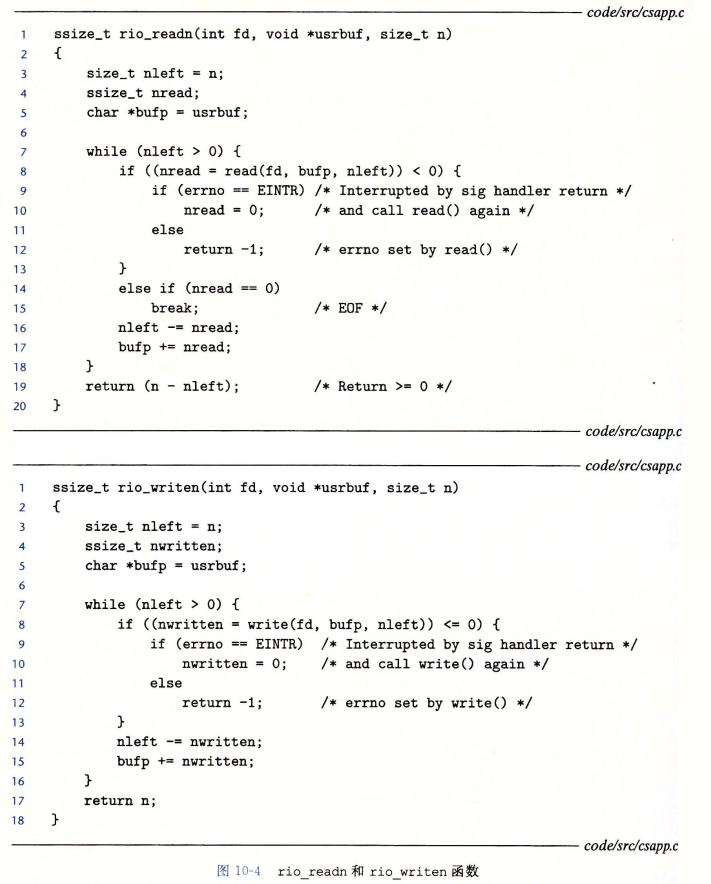 code/src/csapp.c
1 ssize_t rio_readn(int fd, void *usrbuf, size_t n)
2 {
3     size_t nleft = n;
4     ssize_t nread;
5     char *bufp = usrbuf;
6
7     while (nleft > 0) {
8         if ((nread = read(fd, bufp, nleft)) < 0) {
9             if (errno == EINTR) /* Interrupted by sig handler return */
10                 nread = 0;      /* and call read() again */
11             else
12                 return -1;      /* errno set by read() */
13         }
14         else if (nread == 0)
15             break;              /* EOF */
16         nleft -= nread;
17         bufp += nread;
18     }
19     return (n - nleft);         /* Return >= 0 */
20 }
code/src/csapp.c
code/src/csapp.c
1 ssize_t rio_writen(int fd, void *usrbuf, size_t n)
2 {
3     size_t nleft = n;
4     ssize_t nwritten;
5     char *bufp = usrbuf;
6
7     while (nleft > 0) {
8         if ((nwritten = write(fd, bufp, nleft)) <= 0) {
9             if (errno == EINTR)  /* Interrupted by sig handler return */
10                 nwritten = 0;    /* and call write() again */
11             else
12                 return -1;       /* errno set by write() */
13         }
14         nleft -= nwritten;
15         bufp += nwritten;
16     }
17     return n;
18 }
code/src/csapp.c
图 10-4 rio_readn 和 rio_writen 函数